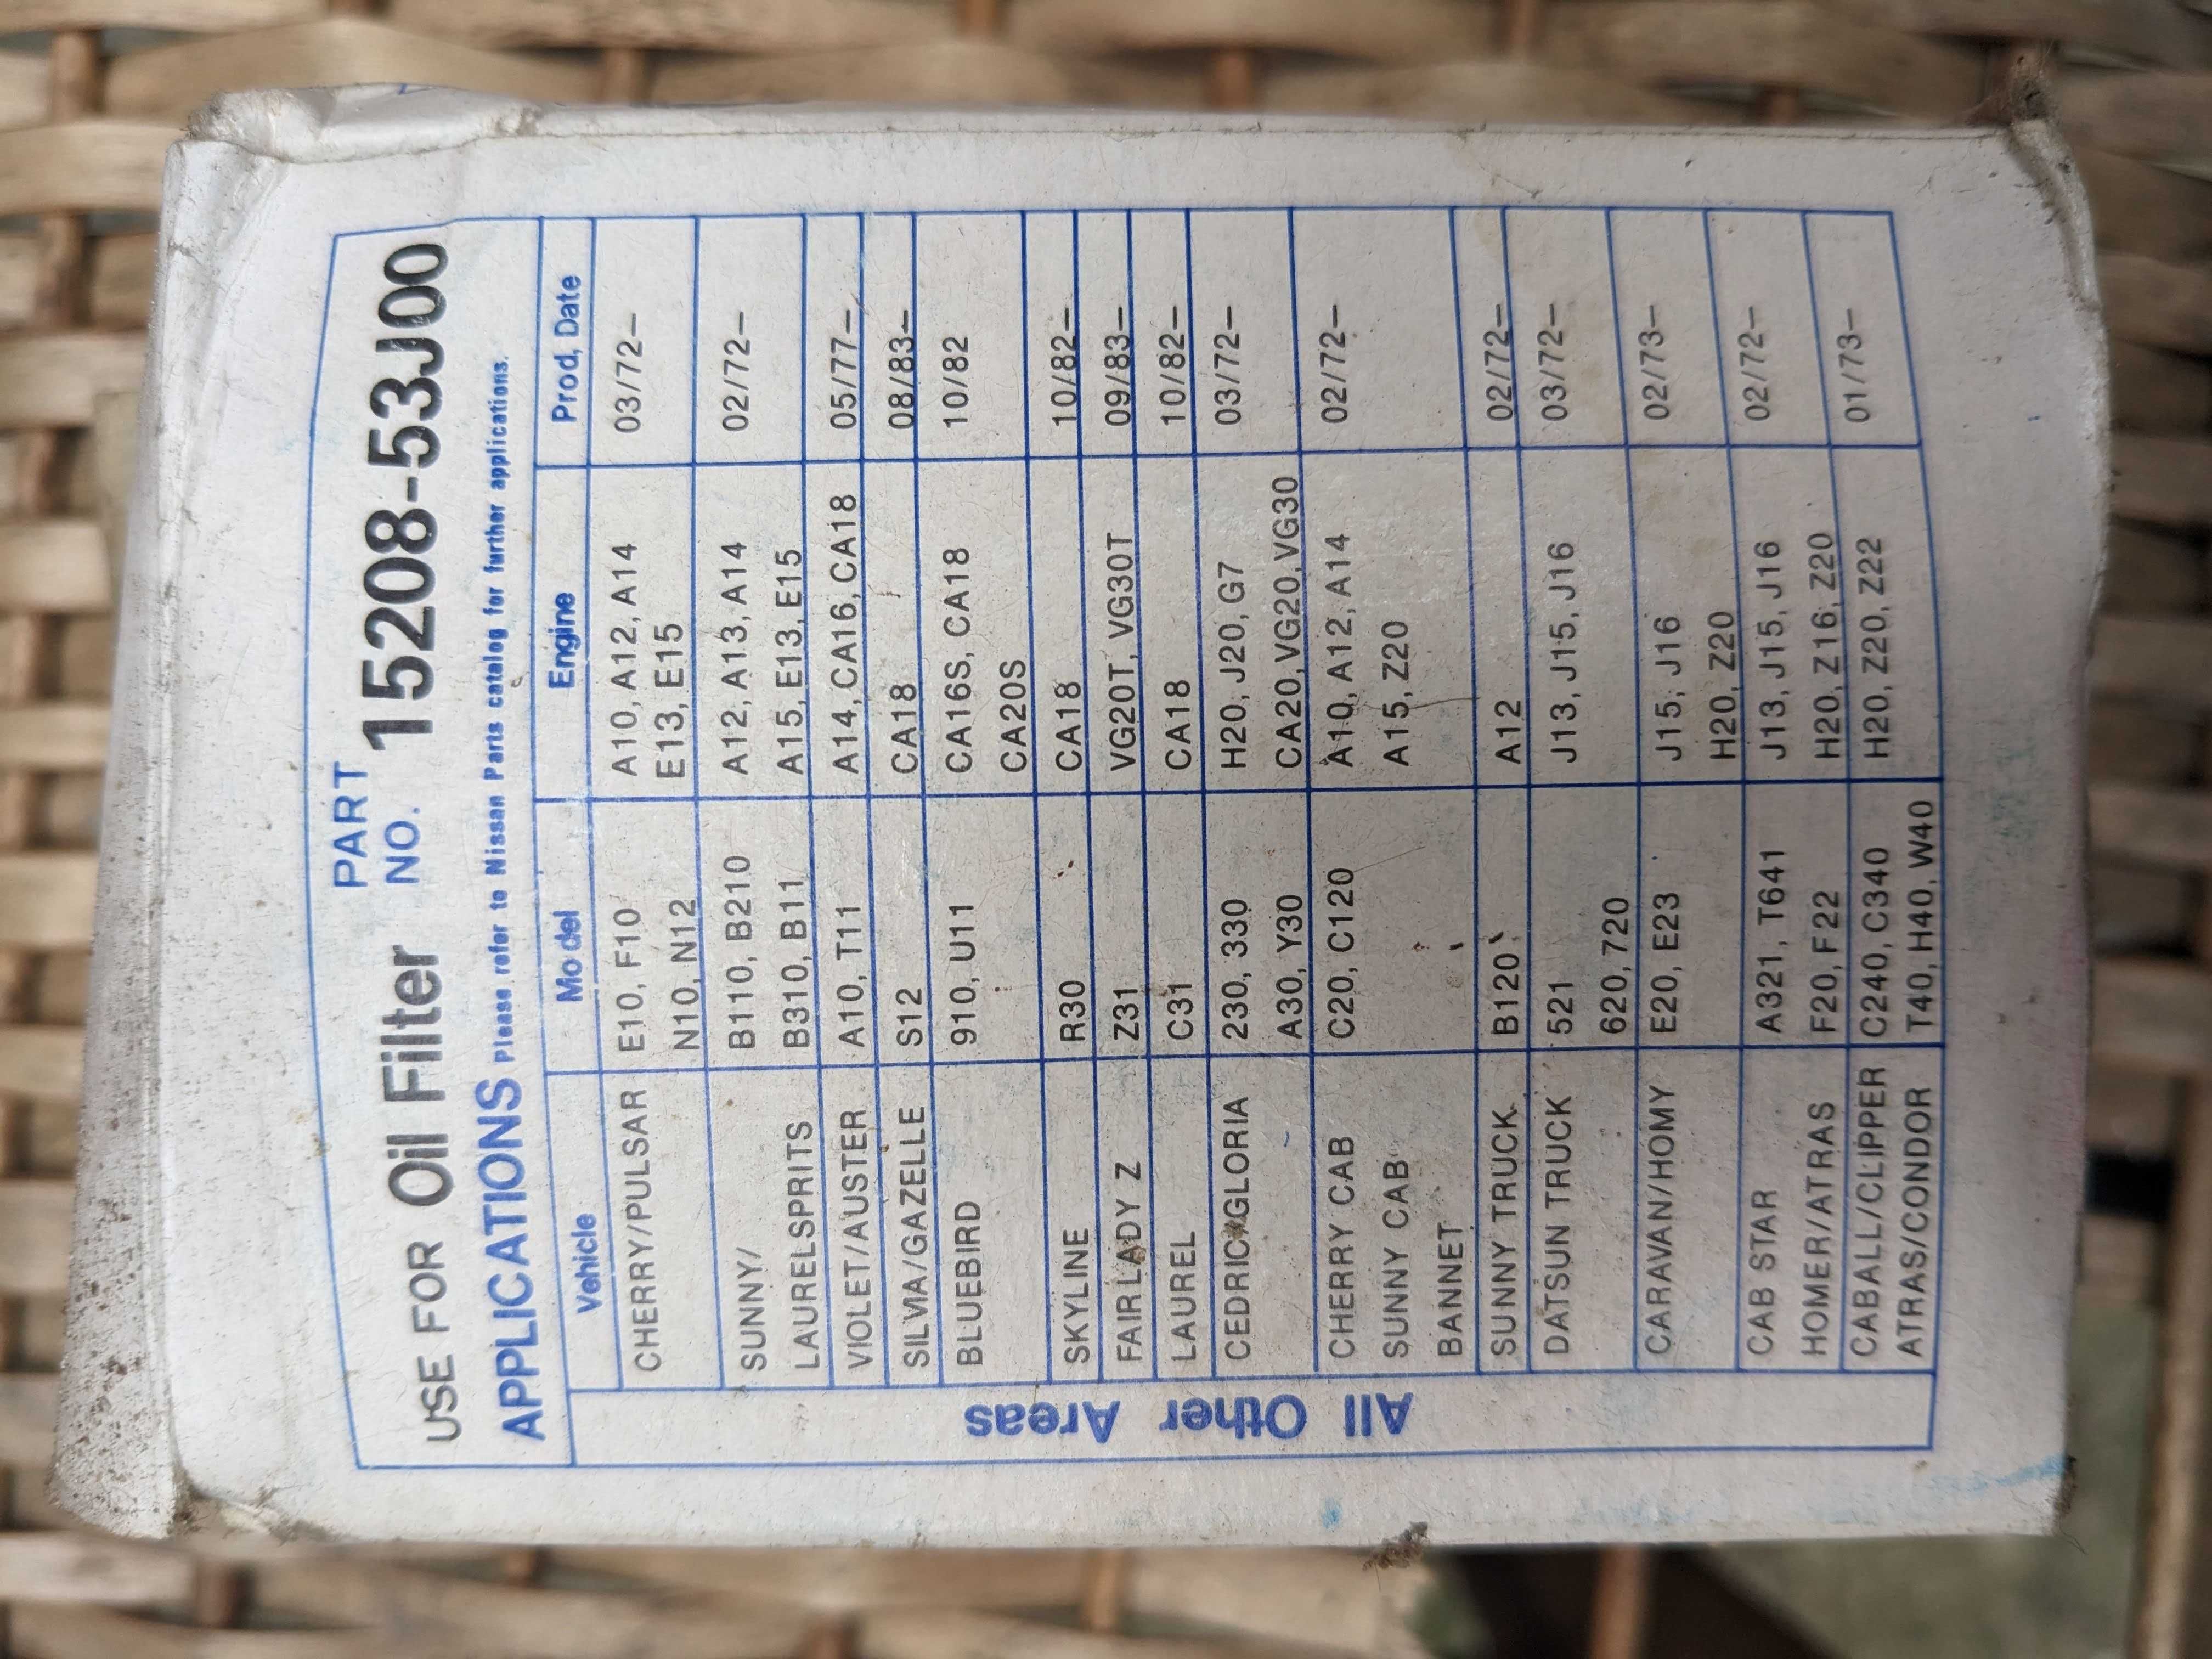 PART
USE FOR Oil Filter NO. 15208-53J00
APPLICATIONS Please refer to Nissan Parts catalog for further applications.
Vehicle Model Engine Prod, Date
All Other Areas
CHERRY/PULSAR E10, F10 A10, A12, A14 03/72–
N10, N12 E13, E15
SUNNY/ B110, B210 A12, A13, A14 02/72–
LAURELSPRITS B310, B11 A15, E13, E15
VIOLET/AUSTER A10, T11 A14, CA16, CA18 05/77–
SILVIA/GAZELLE S12 CA18 08/83–
BLUEBIRD 910, U11 CA16S, CA18 10/82
CA20S
SKYLINE R30 CA18 10/82–
FAIRLADY Z Z31 VG20T, VG30T 09/83–
LAUREL C31 CA18 10/82–
CEDRIC/GLORIA 230, 330 H20, J20, G7 03/72–
A30, Y30 CA20, VG20, VG30
CHERRY CAB C20, C120 A10, A12, A14 02/72–
SUNNY CAB A15, Z20
BANNET
SUNNY TRUCK B120 A12 02/72–
DATSUN TRUCK 521 J13, J15, J16 03/72–
620, 720
CARAVAN/HOMY E20, E23 J15, J16 02/73–
H20, Z20
CAB STAR A321, T641 J13, J15, J16 02/72–
HOMER/ATRAS F20, F22 H20, Z16, Z20
CABALL/CLIPPER C240, C340 H20, Z20, Z22 01/73–
ATRAS/CONDOR T40, H40, W40